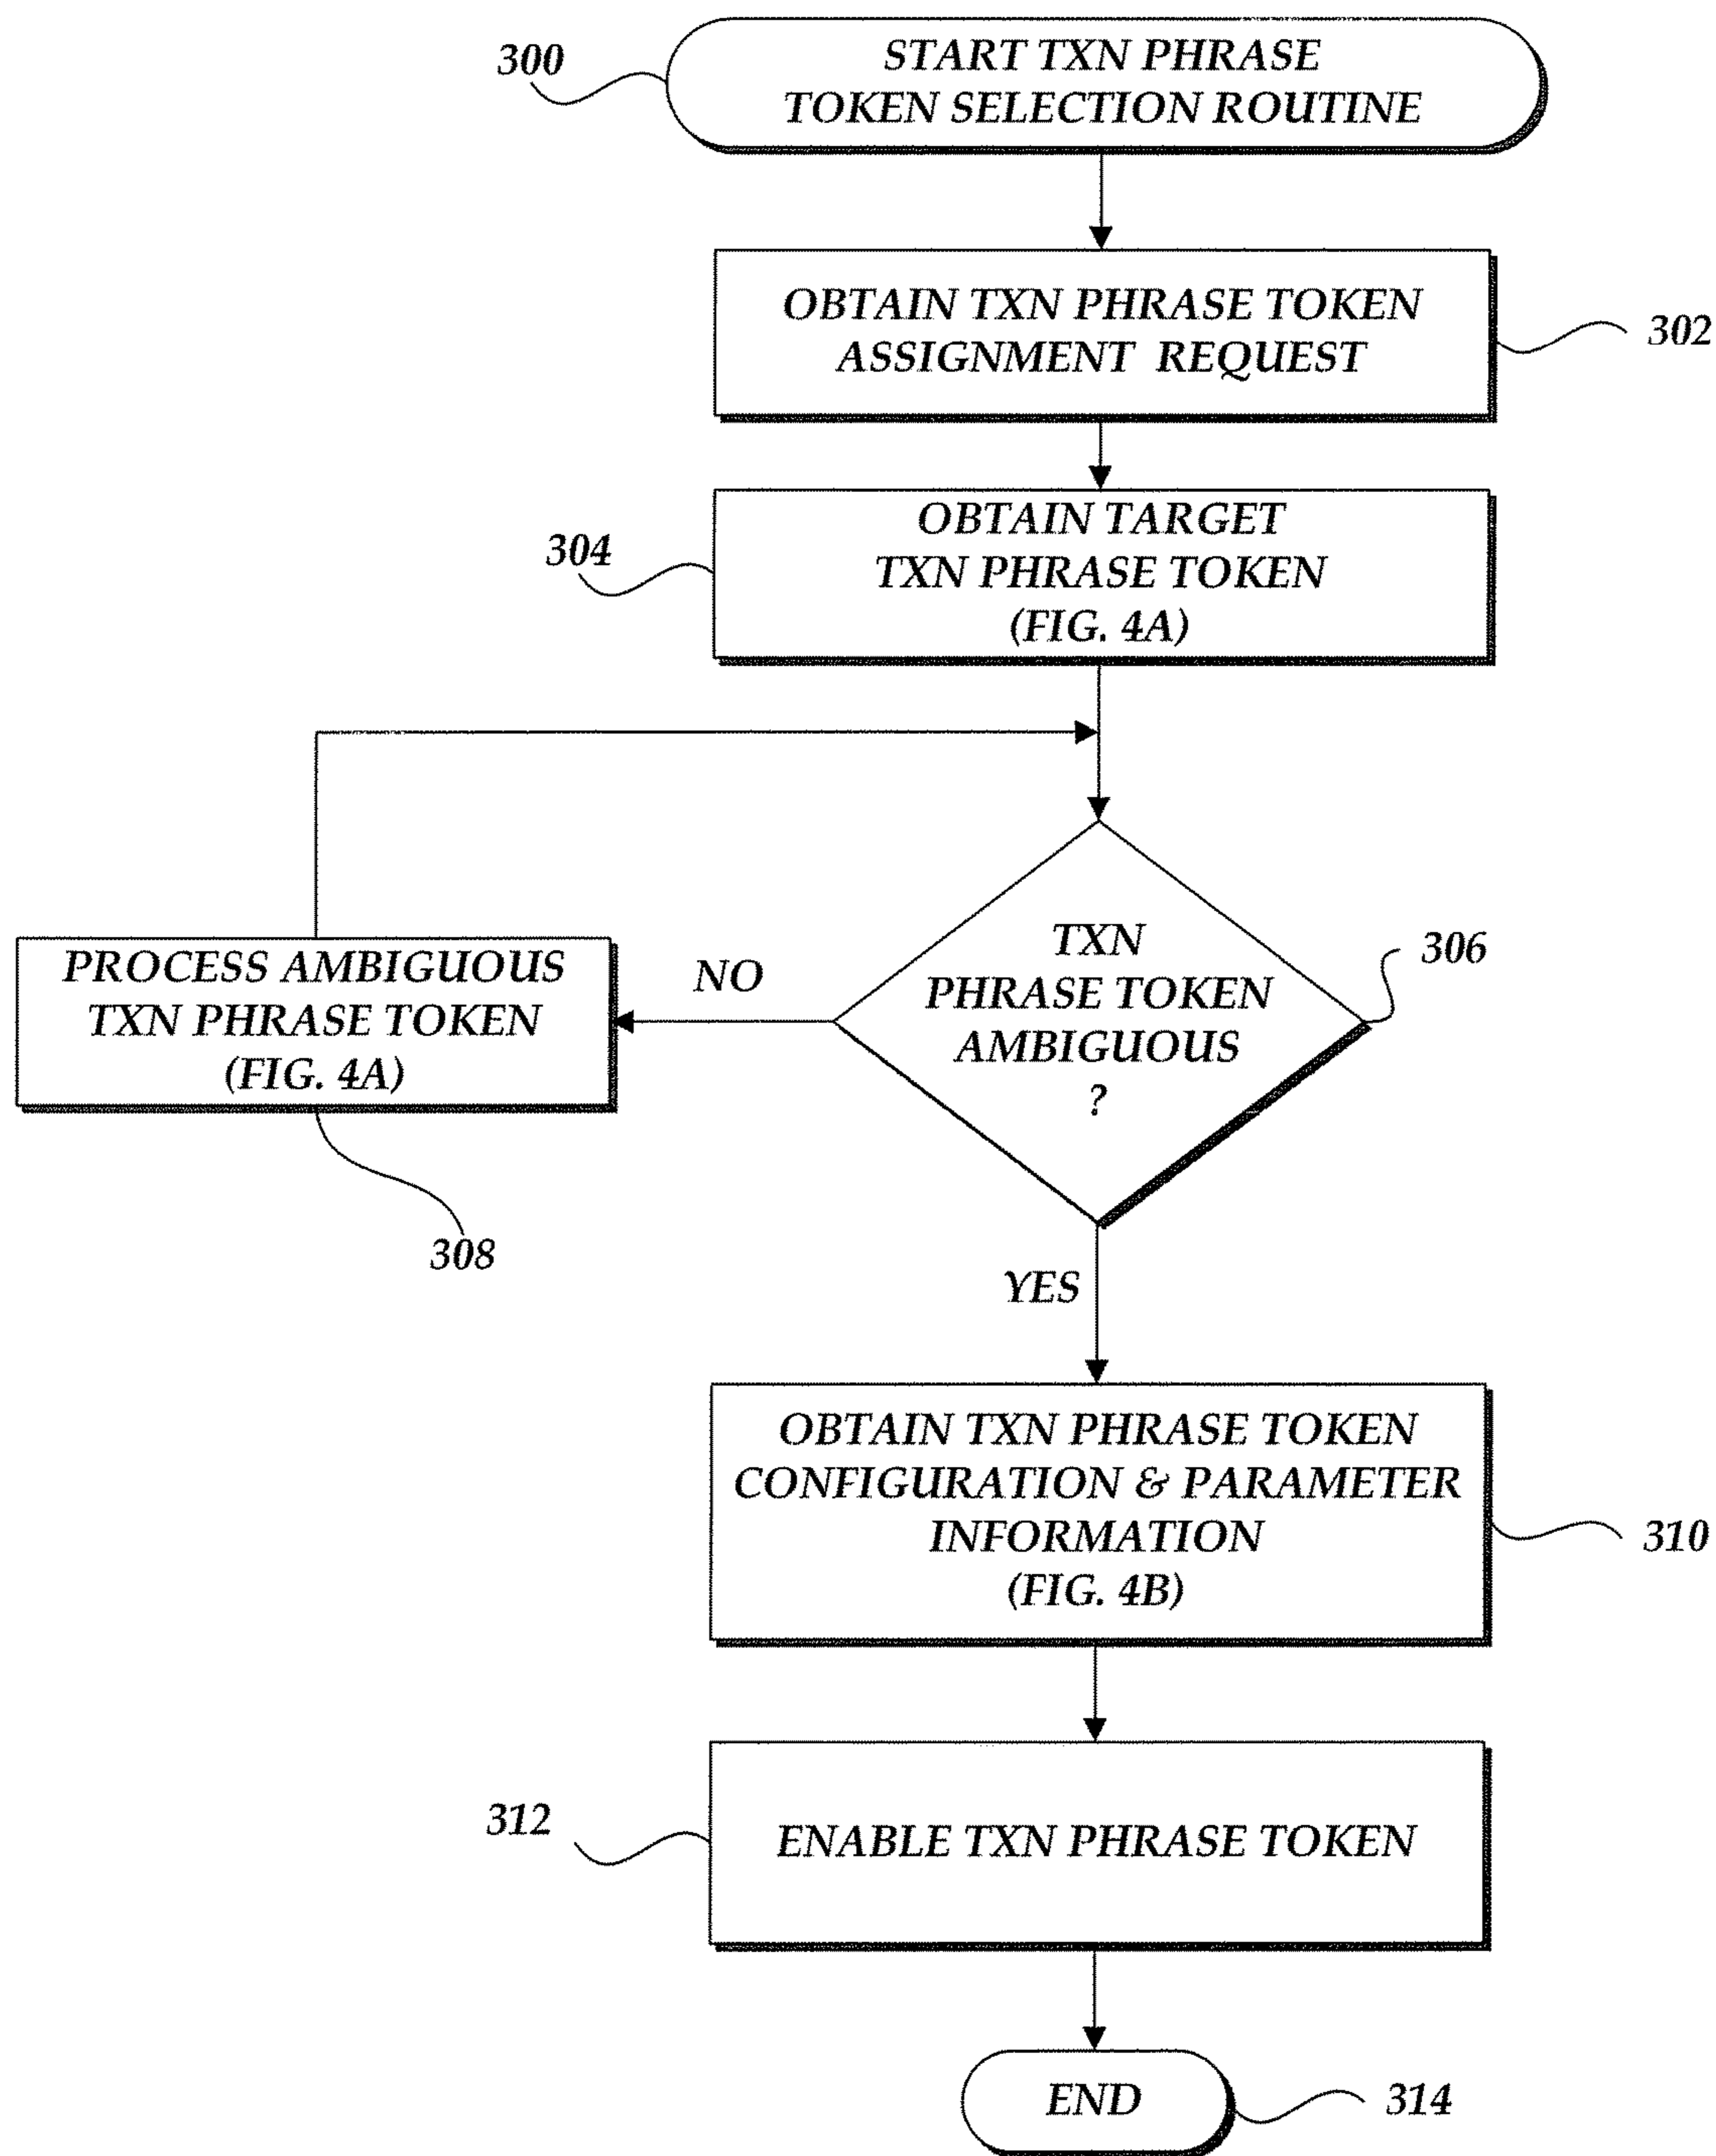 300
START TXN PHRASE
TOKEN SELECTION ROUTINE
OBTAIN TXN PHRASE TOKEN
ASSIGNMENT REQUEST
302
304
OBTAIN TARGET
TXN PHRASE TOKEN
(FIG. 4A)
TXN
PHRASE TOKEN
AMBIGUOUS
?
306
NO
PROCESS AMBIGUOUS
TXN PHRASE TOKEN
(FIG. 4A)
308
YES
OBTAIN TXN PHRASE TOKEN
CONFIGURATION & PARAMETER
INFORMATION
(FIG. 4B)
310
312
ENABLE TXN PHRASE TOKEN
END
314